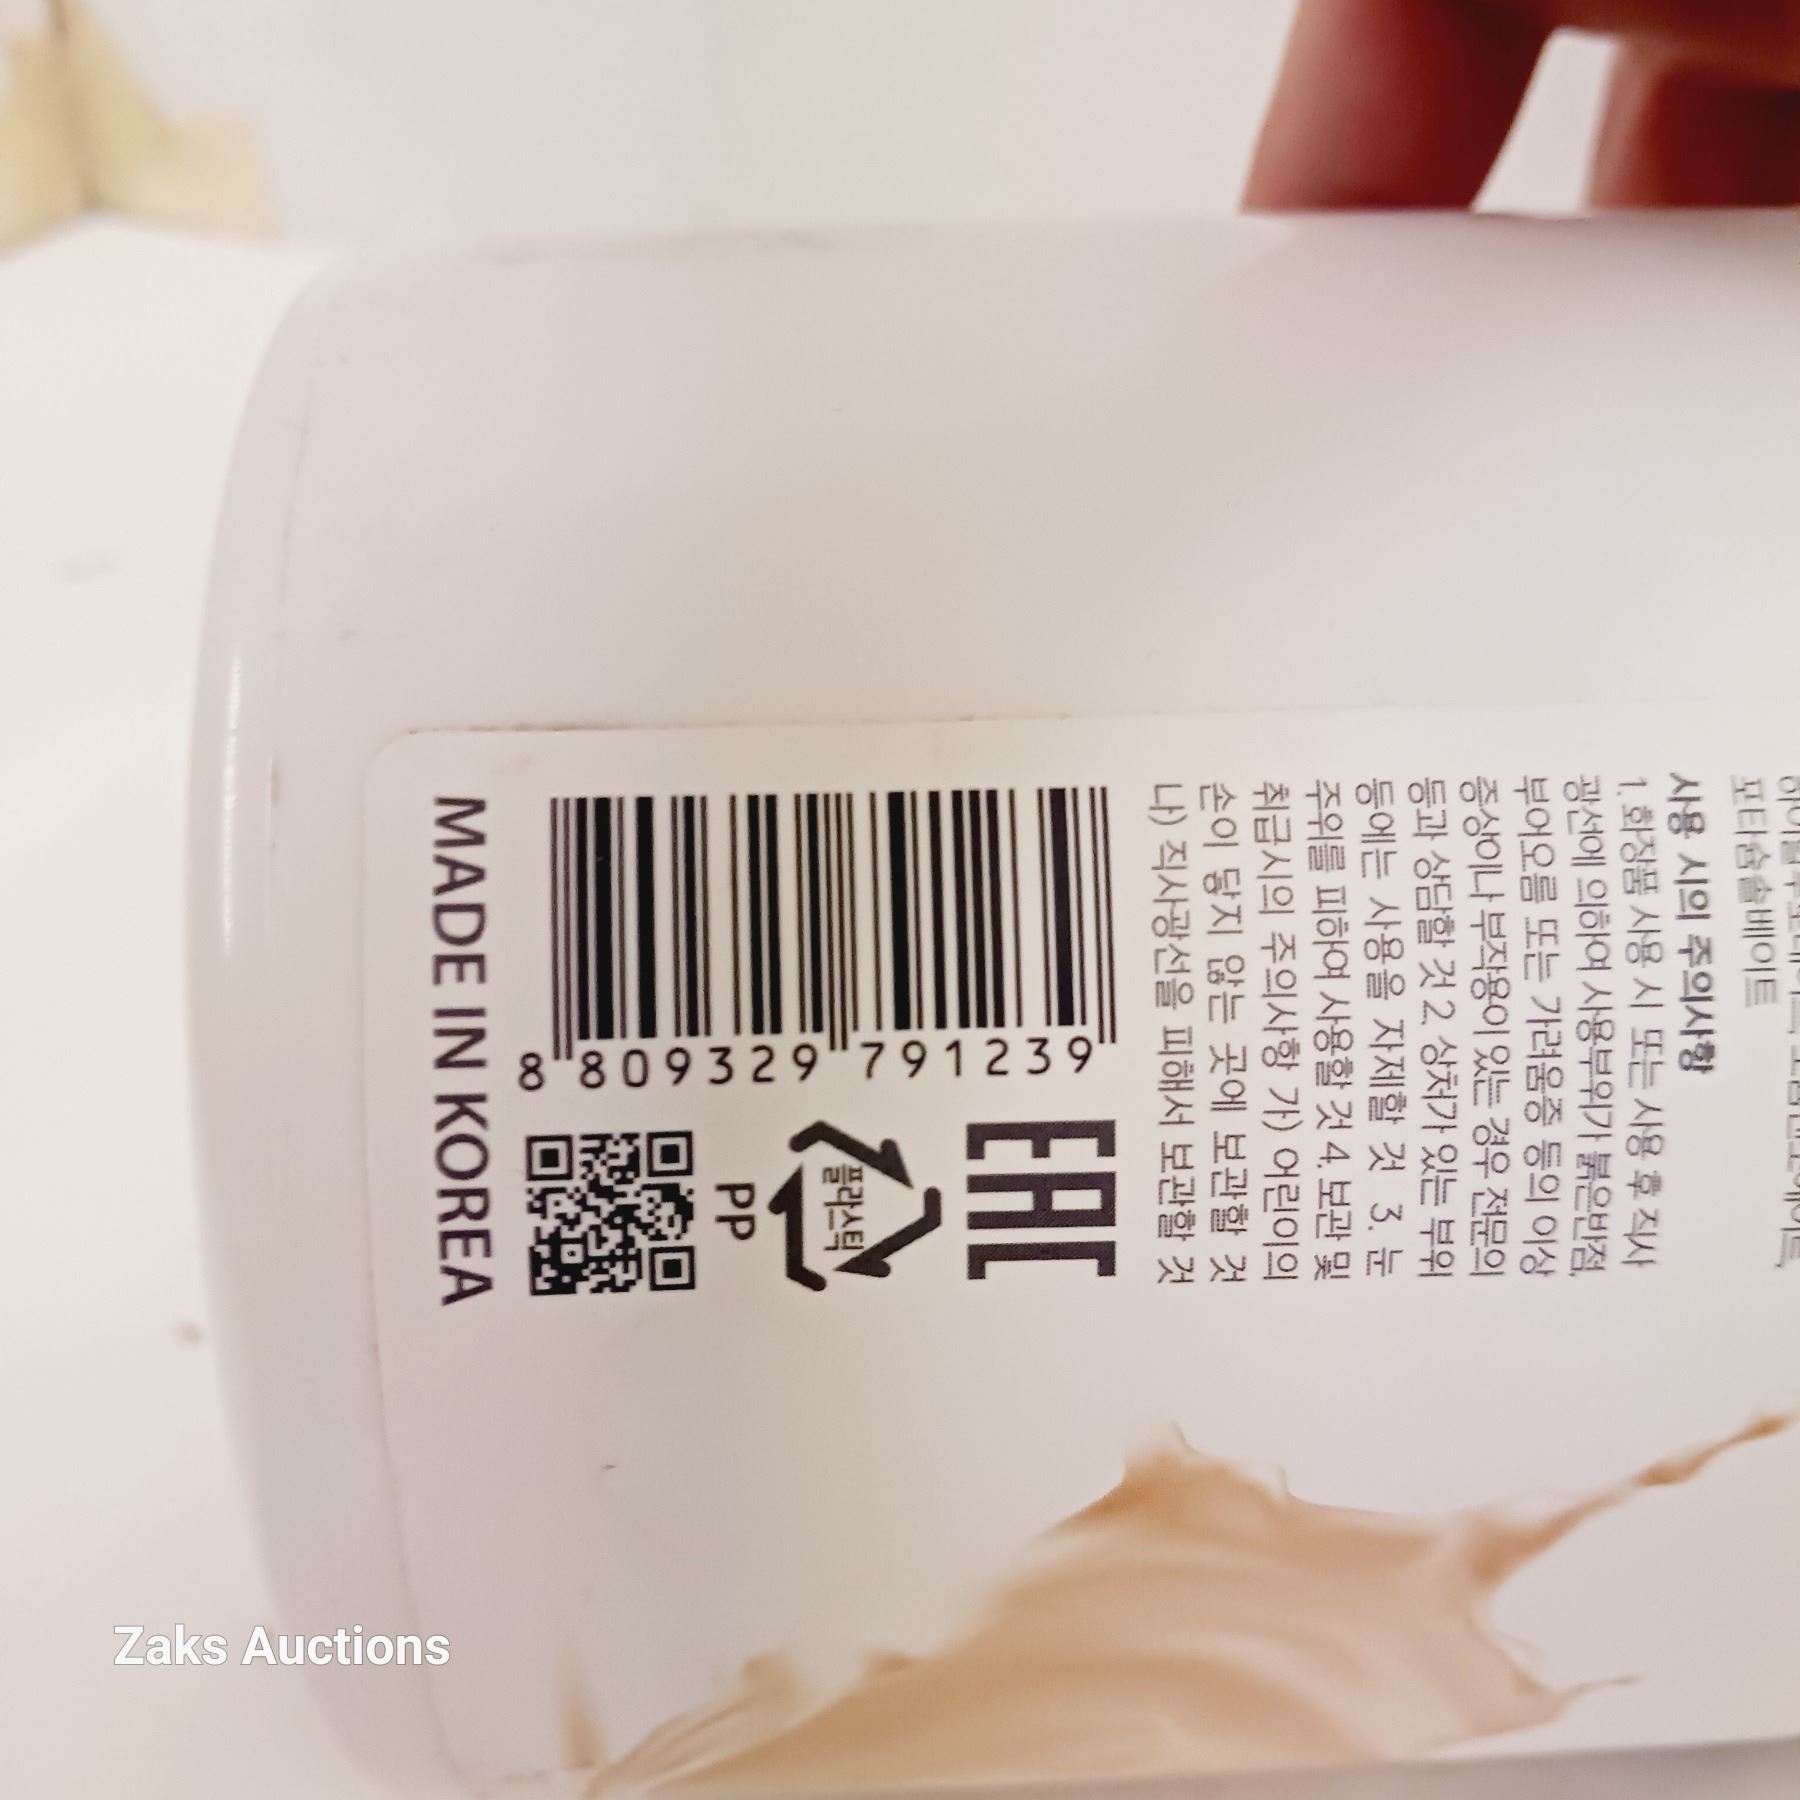 포타슘솔베이트
사용 시의 주의사항
1. 화장품 사용 시 또는 사용 후 직사
광선에 의하여 사용부위가 붉은반점,
부어오름 또는 가려움증 등의 이상
증상이나 부작용이 있는 경우 전문의
등과 상담할 것 2. 상처가 있는 부위
등에는 사용을 자제할 것 3. 눈
주위를 피하여 사용할 것 4. 보관 및
취급시의 주의사항 가) 어린이의
손이 닿지 않는 곳에 보관할 것
나) 직사광선을 피해서 보관할 것
8 809329 791239
EAC
플라스틱
PP
MADE IN KOREA
Zaks Auctions